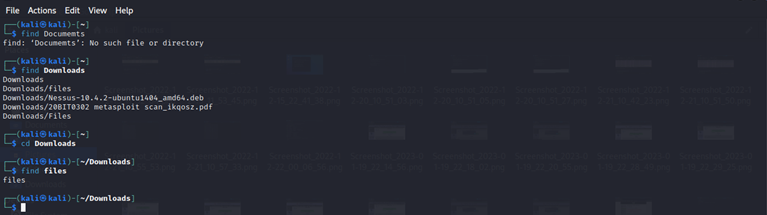 File Actions Edit View Help
┌──(kali㉿kali)-[~]
└─$ find Documemts
find: ‘Documemts’: No such file or directory
┌──(kali㉿kali)-[~]
└─$ find Downloads
Downloads
Downloads/files
Downloads/Nessus-10.4.2-ubuntu1404_amd64.deb
Downloads/20BIT0302 metasploit scan_ikqosz.pdf
Downloads/Files
┌──(kali㉿kali)-[~]
└─$ cd Downloads
┌──(kali㉿kali)-[~/Downloads]
└─$ find files
files
┌──(kali㉿kali)-[~/Downloads]
└─$